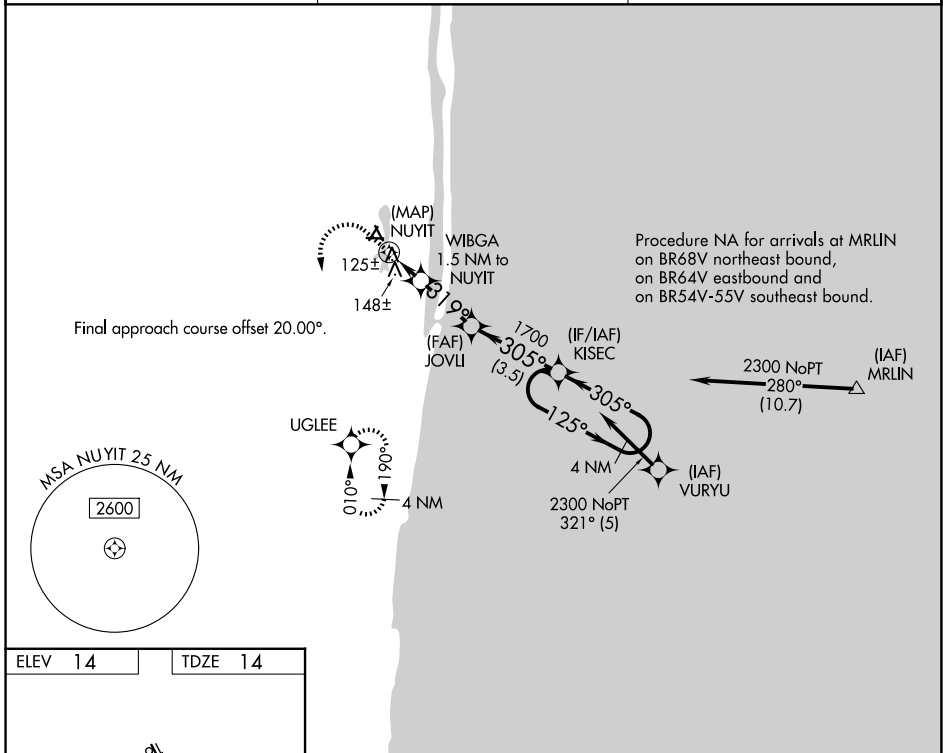 (MAP)
NUYIT
WIBGA
1.5 NM to
NUYIT
125±
148±
319°
Procedure NA for arrivals at MRLIN
on BR68V northeast bound,
on BR64V eastbound and
on BR54V-55V southeast bound.
Final approach course offset 20.00°.
(FAF)
JOVLI
1700
305°
(3.5)
(IF/IAF)
KISEC
2300 NoPT
280°
(10.7)
(IAF)
MRLIN
305°
125°
4 NM
(IAF)
VURYU
2300 NoPT
321° (5)
UGLEE
010°
190°
4 NM
MSA NUYIT 25 NM
2600
ELEV 14
TDZE 14